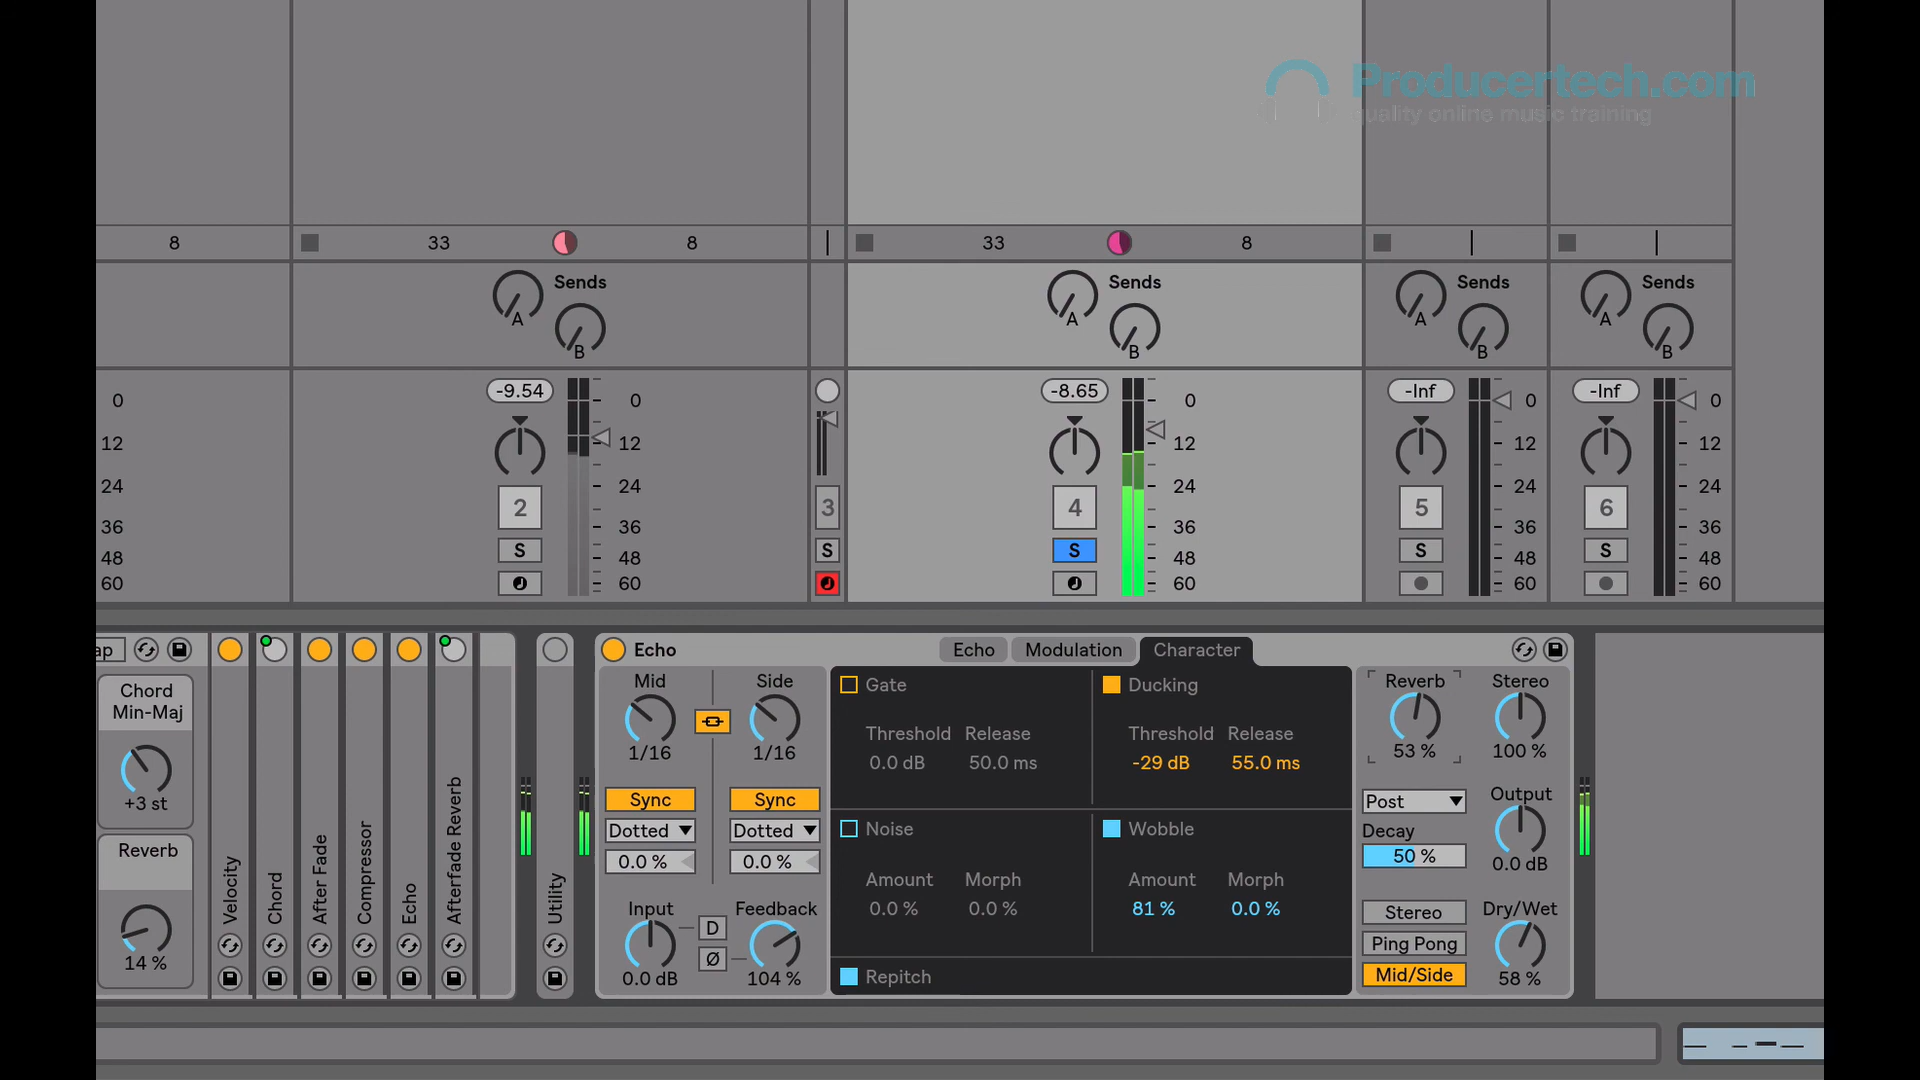 Producertech.com
quality online music training
8
33
8
33
8
Sends
A
B
Sends
A
B
Sends
A
B
Sends
A
B
0
12
24
36
48
60
-9.54
0
12
24
36
48
60
2
S
3
S
-8.65
0
12
24
36
48
60
4
S
-Inf
0
12
24
36
48
60
5
S
-Inf
0
12
24
36
48
60
6
S
ap
Chord
Min-Maj
+3 st
Reverb
14 %
Velocity
Chord
After Fade
Compressor
Echo
Afterfade Reverb
Utility
Echo
Echo
Modulation
Character
Mid
1/16
Side
1/16
Sync
Sync
Dotted
Dotted
0.0 %
0.0 %
Input
0.0 dB
D
Ø
Feedback
104 %
Gate
Threshold Release
0.0 dB 50.0 ms
Ducking
Threshold Release
-29 dB 55.0 ms
Noise
Amount Morph
0.0 % 0.0 %
Wobble
Amount Morph
81 % 0.0 %
Repitch
Reverb
53 %
Stereo
100 %
Post
Decay
50 %
Output
0.0 dB
Stereo
Ping Pong
Mid/Side
Dry/Wet
58 %